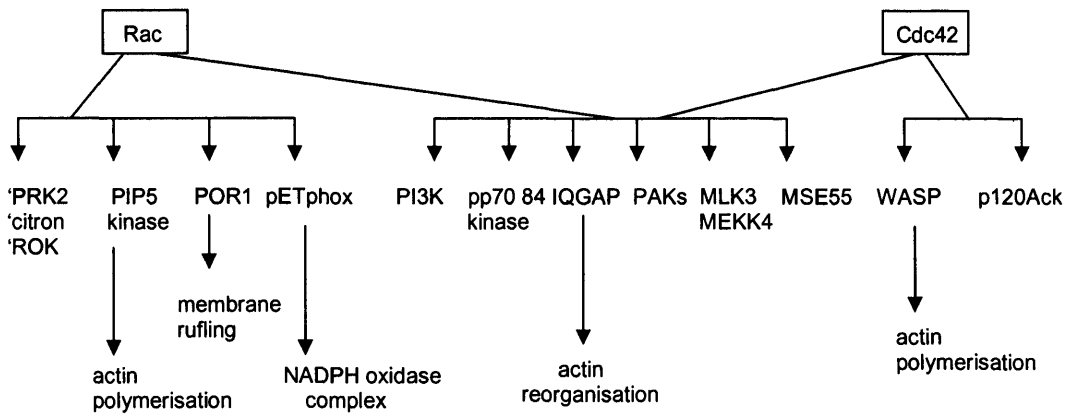 Rac
Cdc42
‘PRK2
‘citron
‘ROK
PIP5
kinase
POR1
pETphox
PI3K
pp70 84
kinase
IQGAP
PAKs
MLK3
MEKK4
MSE55
WASP
p120Ack
membrane
rufling
actin
polymerisation
NADPH oxidase
complex
actin
reorganisation
actin
polymerisation